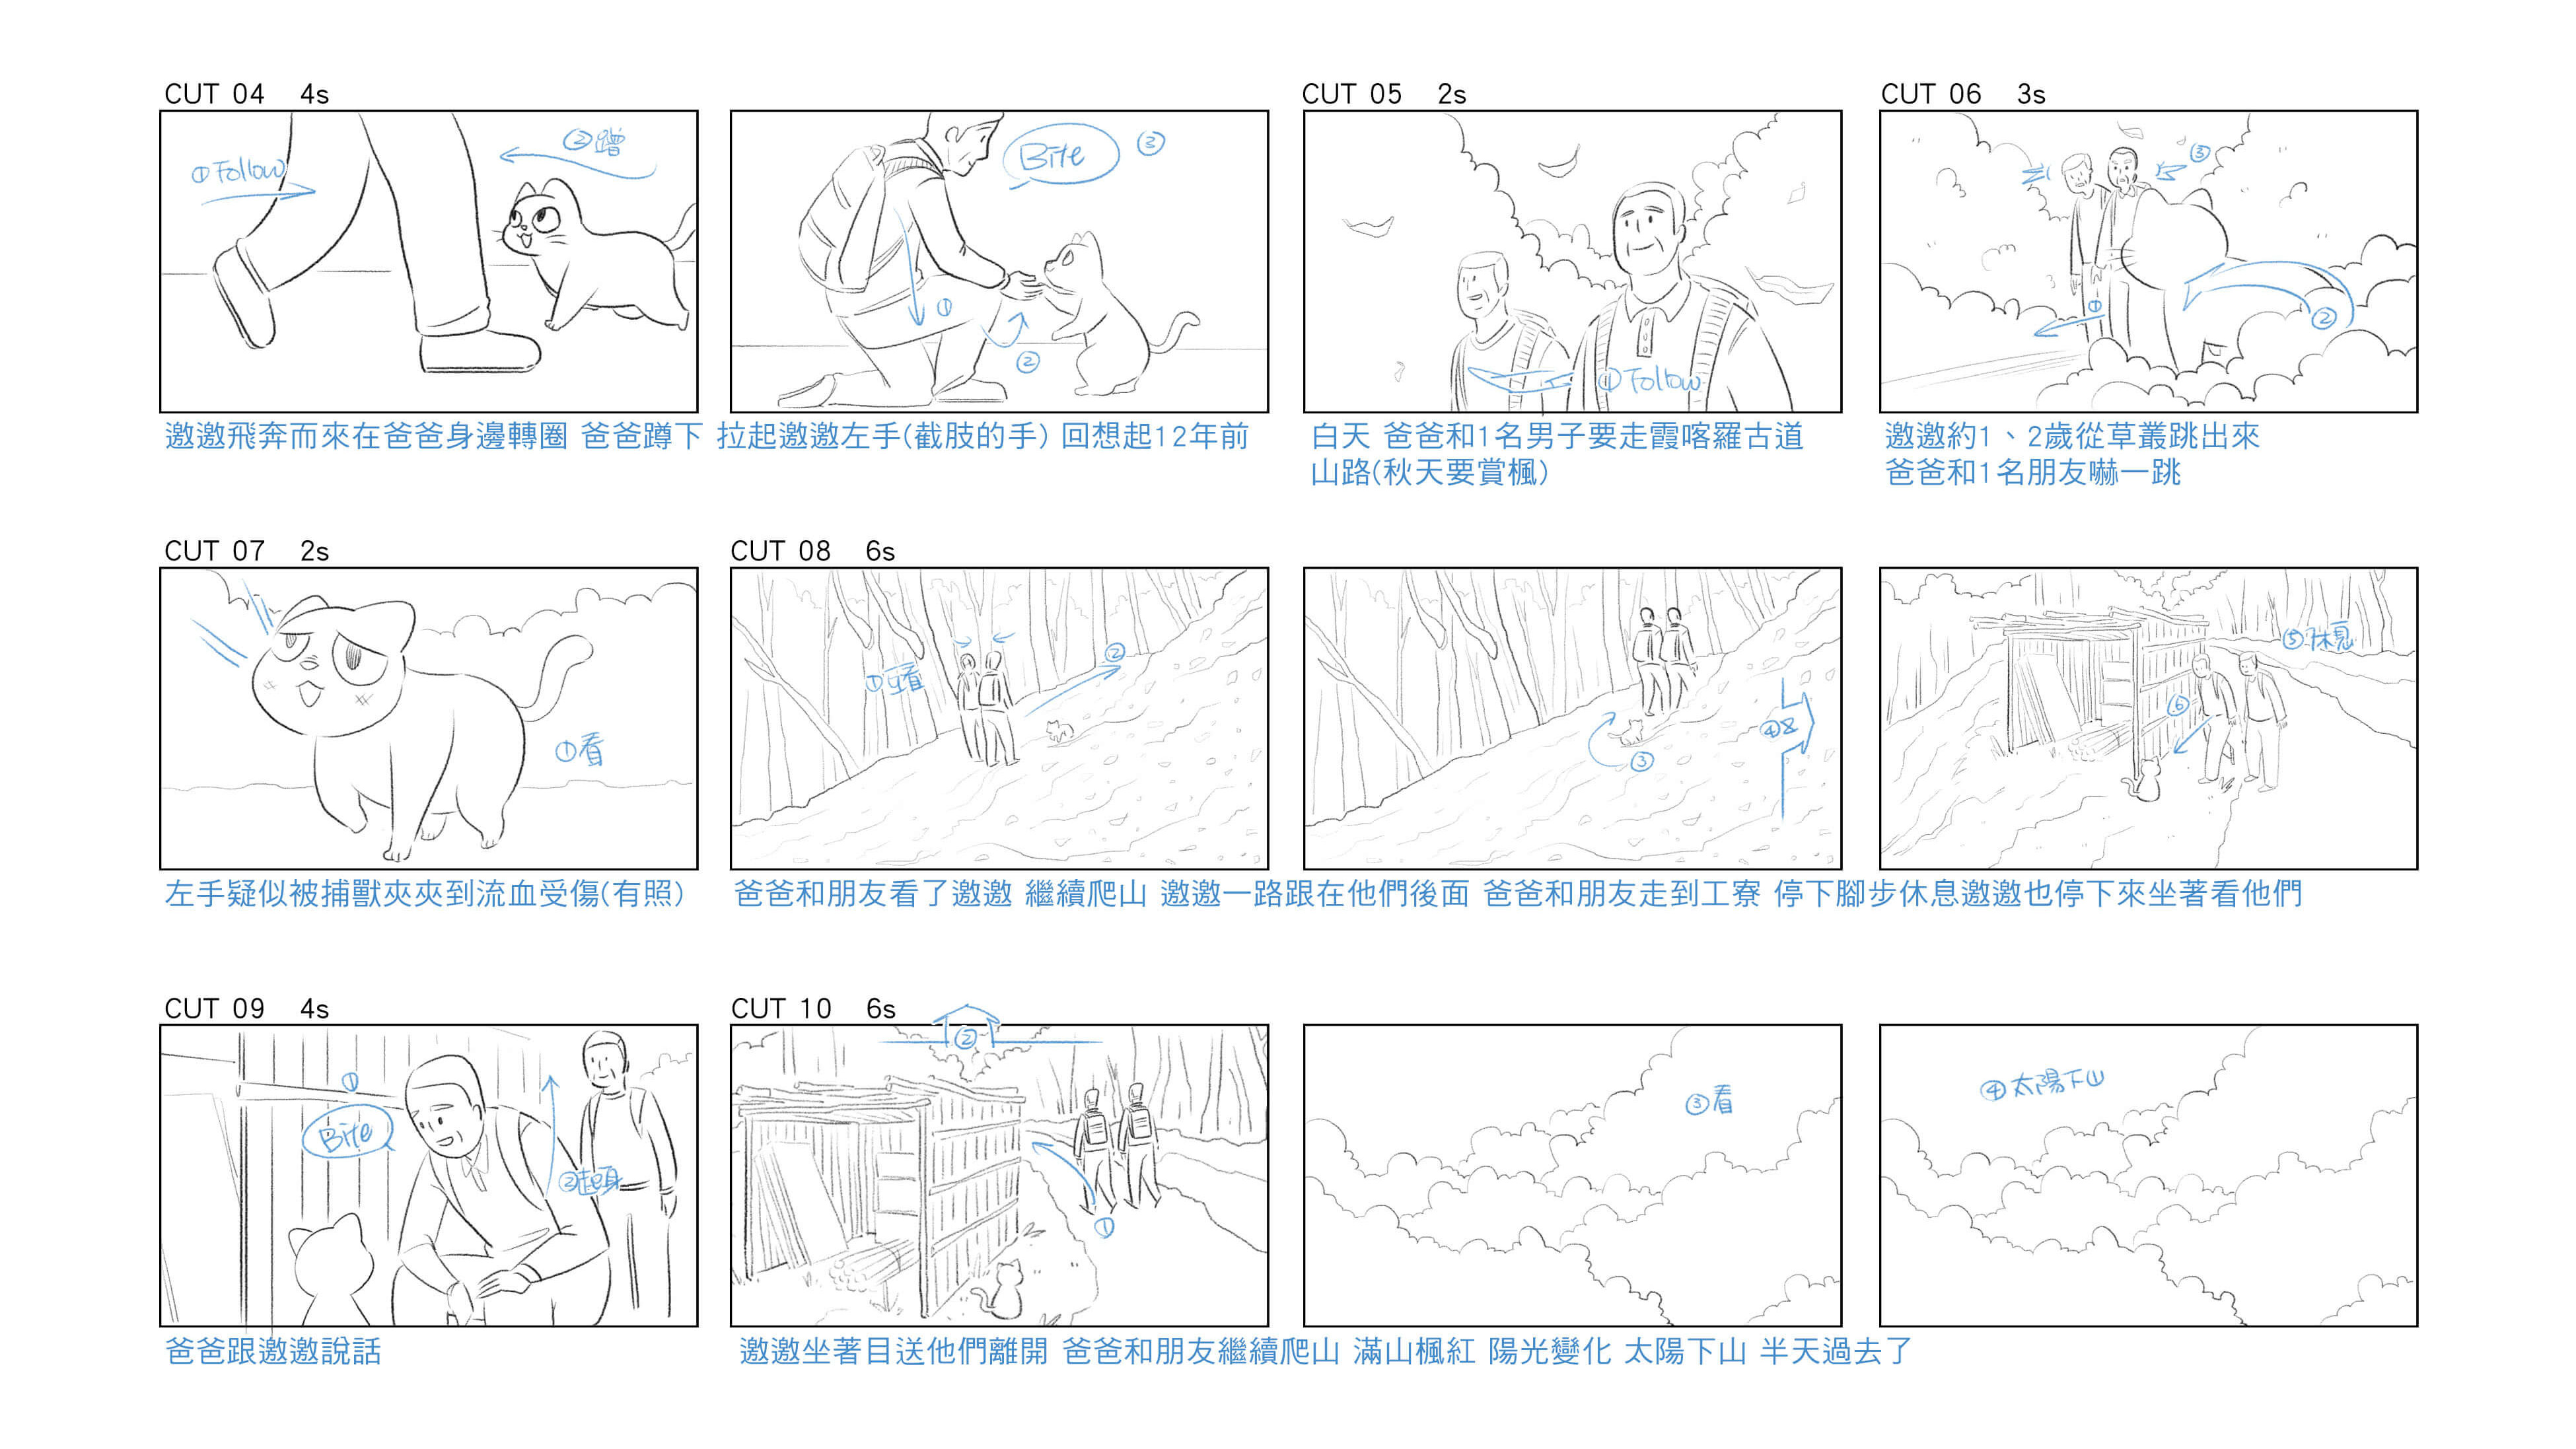 CUT 04 4s
①Follow
②蹭
Bite ③
①
②
邀邀飛奔而來在爸爸身邊轉圈 爸爸蹲下 拉起邀邀左手(截肢的手) 回想起12年前
CUT 05 2s
①Follow
白天 爸爸和1名男子要走霞喀羅古道
山路(秋天要賞楓)
CUT 06 3s
③
①
②
邀邀約1、2歲從草叢跳出來
爸爸和1名朋友嚇一跳
CUT 07 2s
①看
左手疑似被捕獸夾夾到流血受傷(有照)
CUT 08 6s
②
③
⑤休息
⑥
爸爸和朋友看了邀邀 繼續爬山 邀邀一路跟在他們後面 爸爸和朋友走到工寮 停下腳步休息邀邀也停下來坐著看他們
CUT 09 4s
①
Bite
②起身
爸爸跟邀邀說話
CUT 10 6s
②
①
③看
④太陽下山
邀邀坐著目送他們離開 爸爸和朋友繼續爬山 滿山楓紅 陽光變化 太陽下山 半天過去了